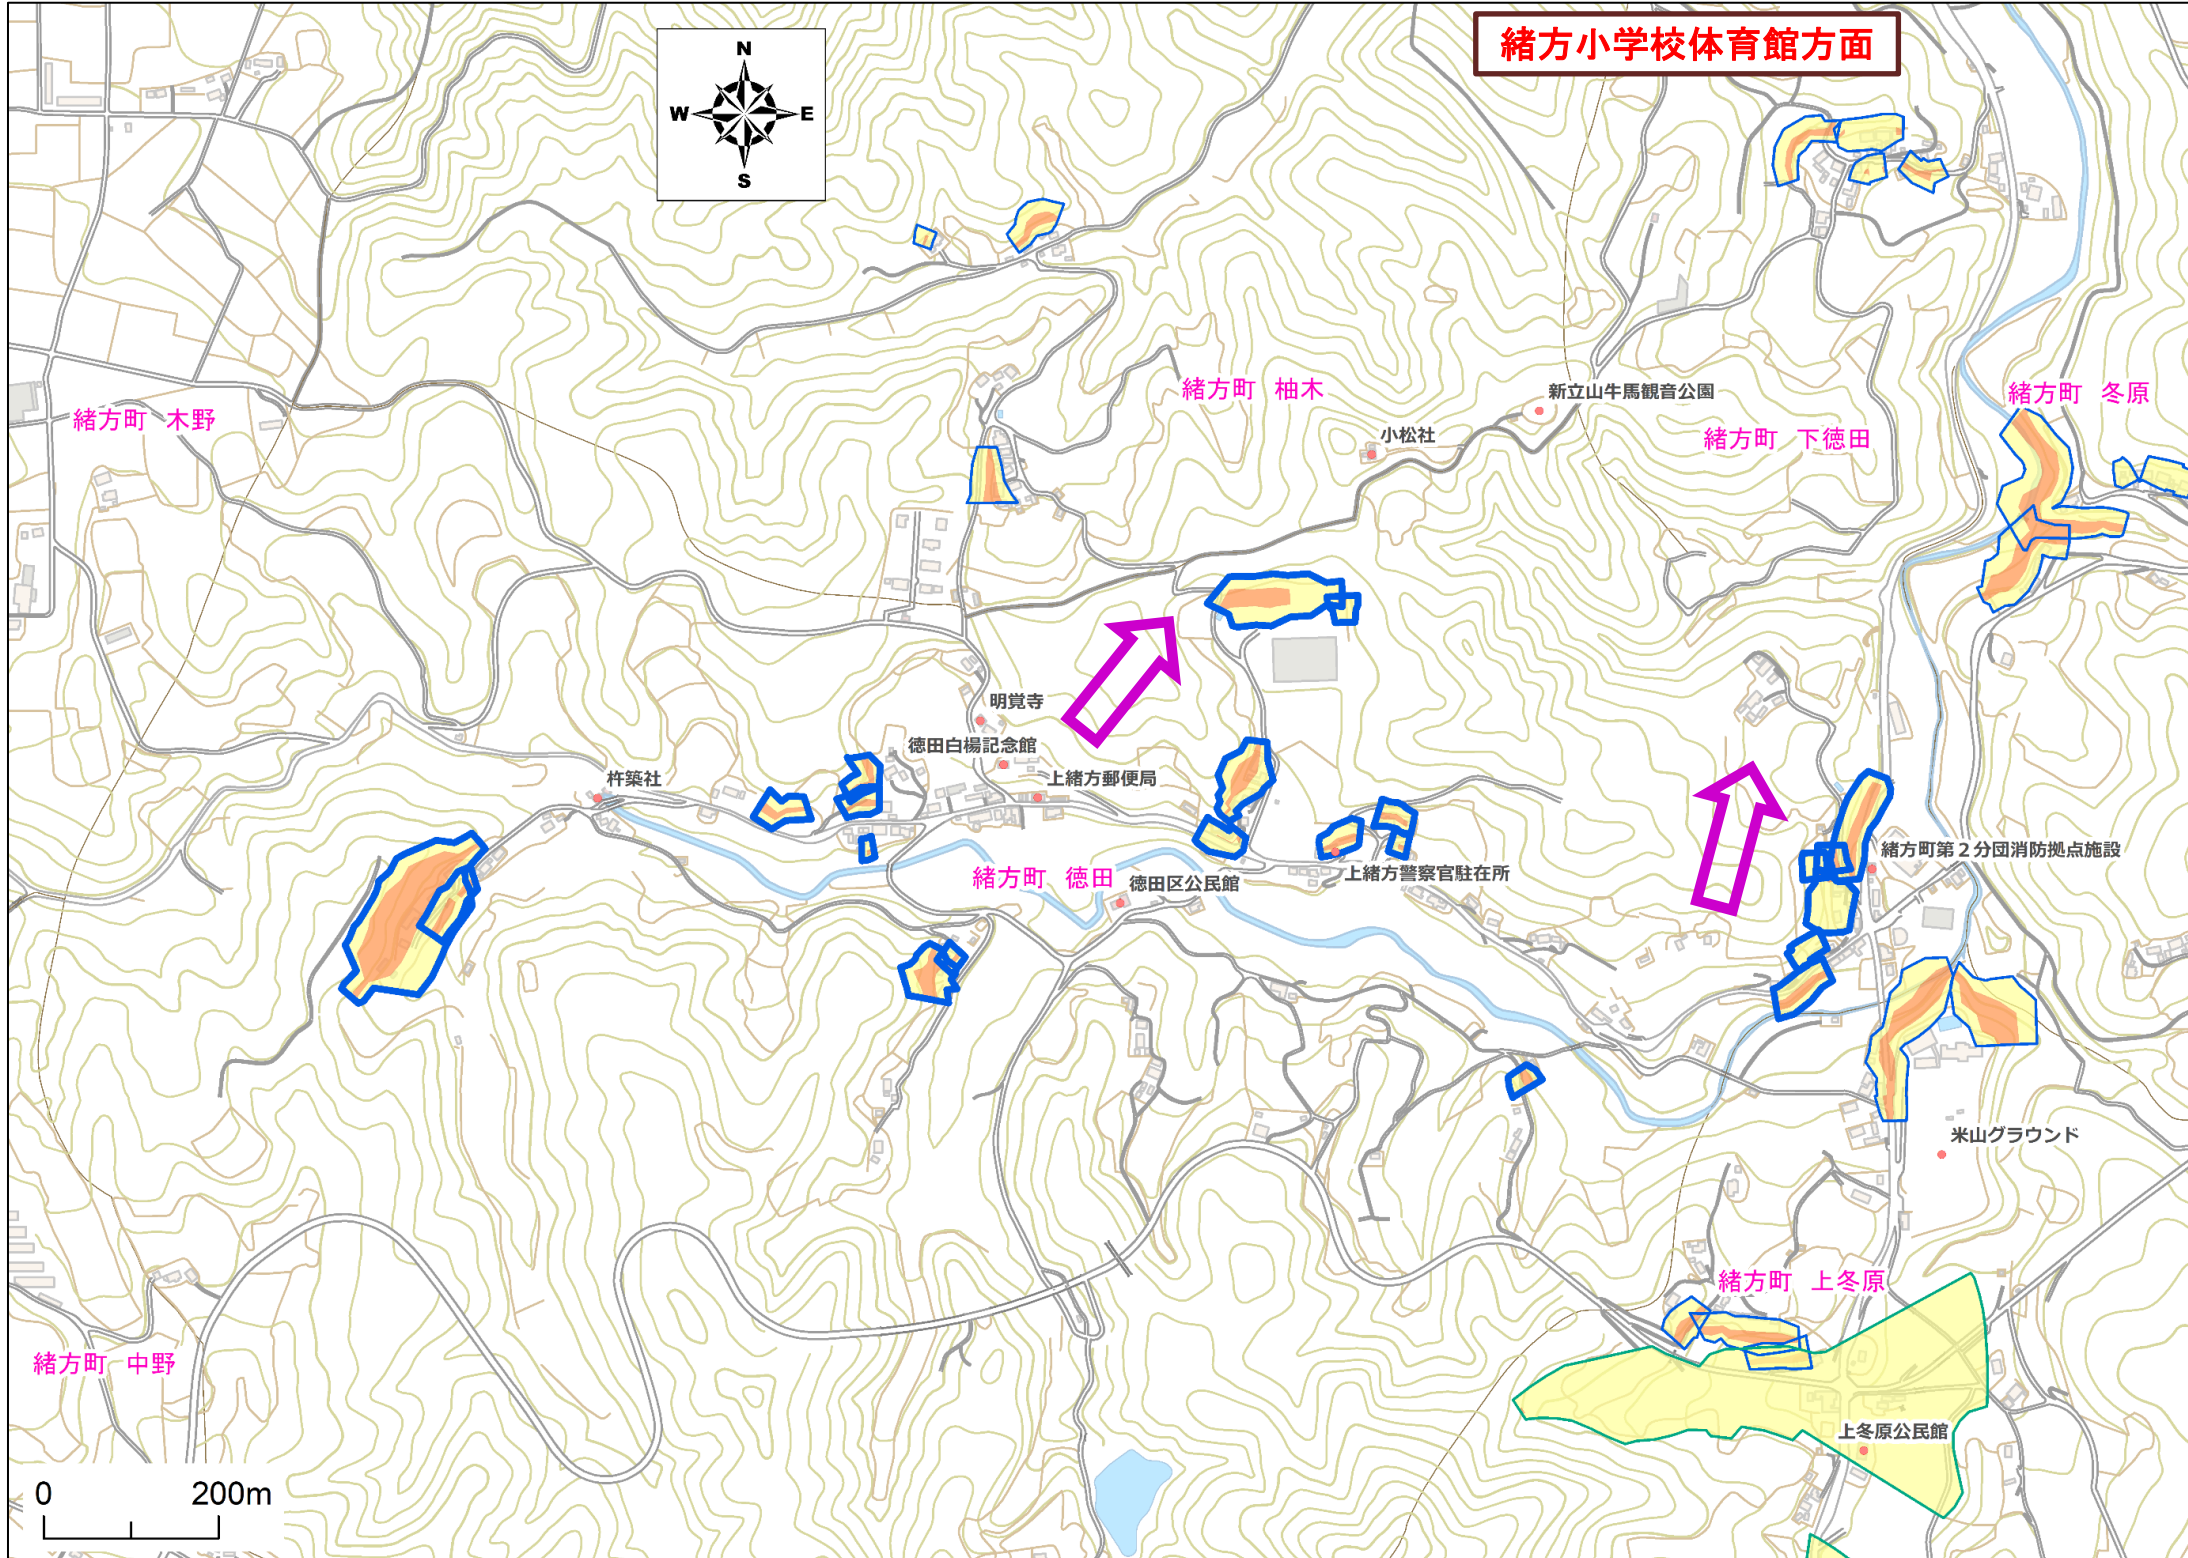 緒方小学校体育館方面
N
W E
S
緒方町 柚木
新立山牛馬観音公園
緒方町 冬原
緒方町 木野
小松社
緒方町 下徳田
明覚寺
徳田白楊記念館
杵築社
上緒方郵便局
緒方町第2分団消防拠点施設
上緒方警察官駐在所
緒方町 徳田
徳田区公民館
米山グラウンド
緒方町 上冬原
緒方町 中野
上冬原公民館
0 200m